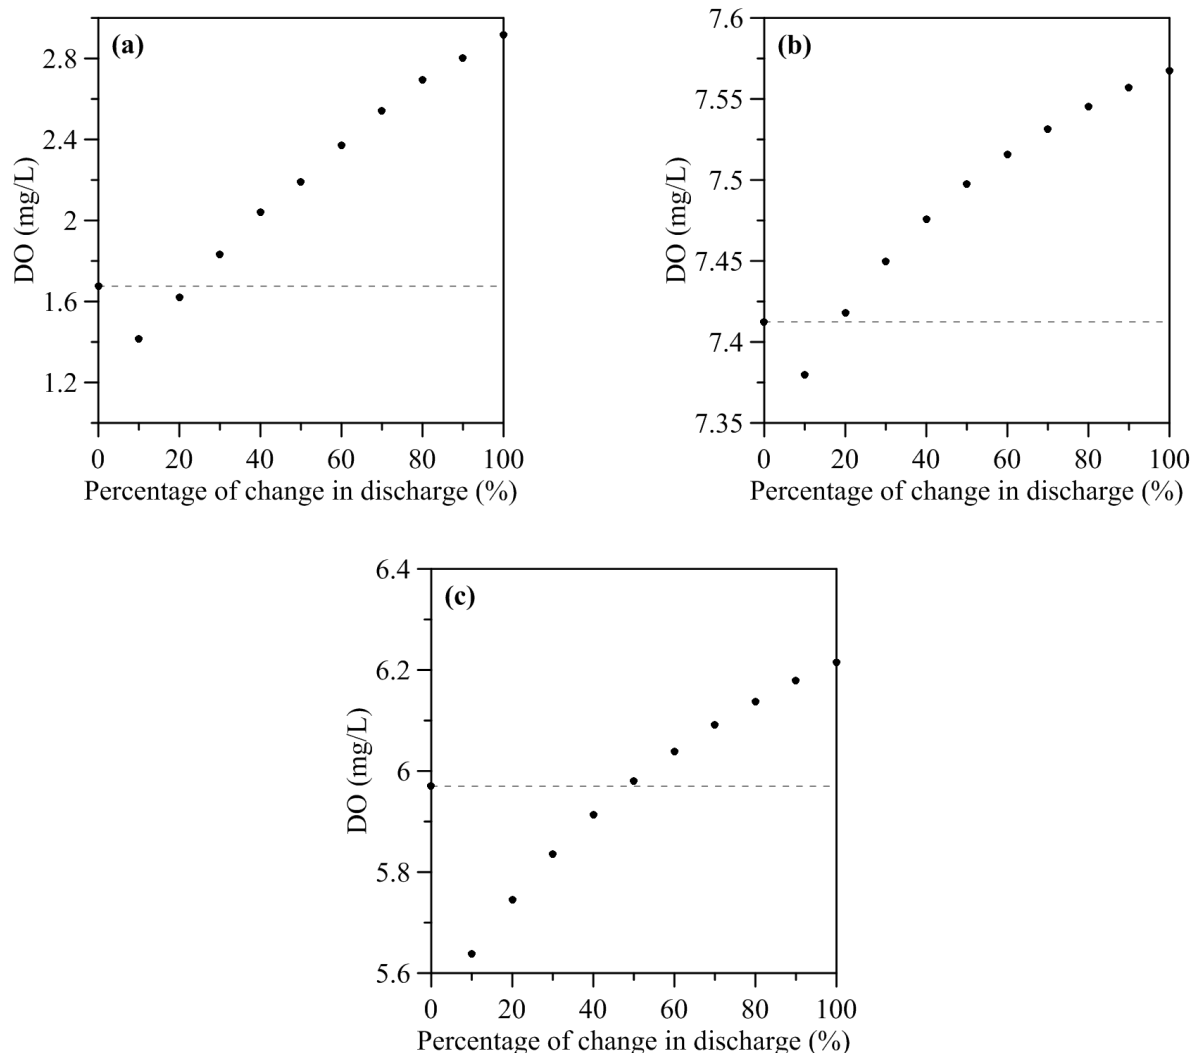 (a)
2.8
2.4
2
1.6
1.2
DO (mg/L)
0 20 40 60 80 100
Percentage of change in discharge (%)
(b)
7.6
7.55
7.5
7.45
7.4
7.35
DO (mg/L)
0 20 40 60 80 100
Percentage of change in discharge (%)
(c)
6.4
6.2
6
5.8
5.6
DO (mg/L)
0 20 40 60 80 100
Percentage of change in discharge (%)